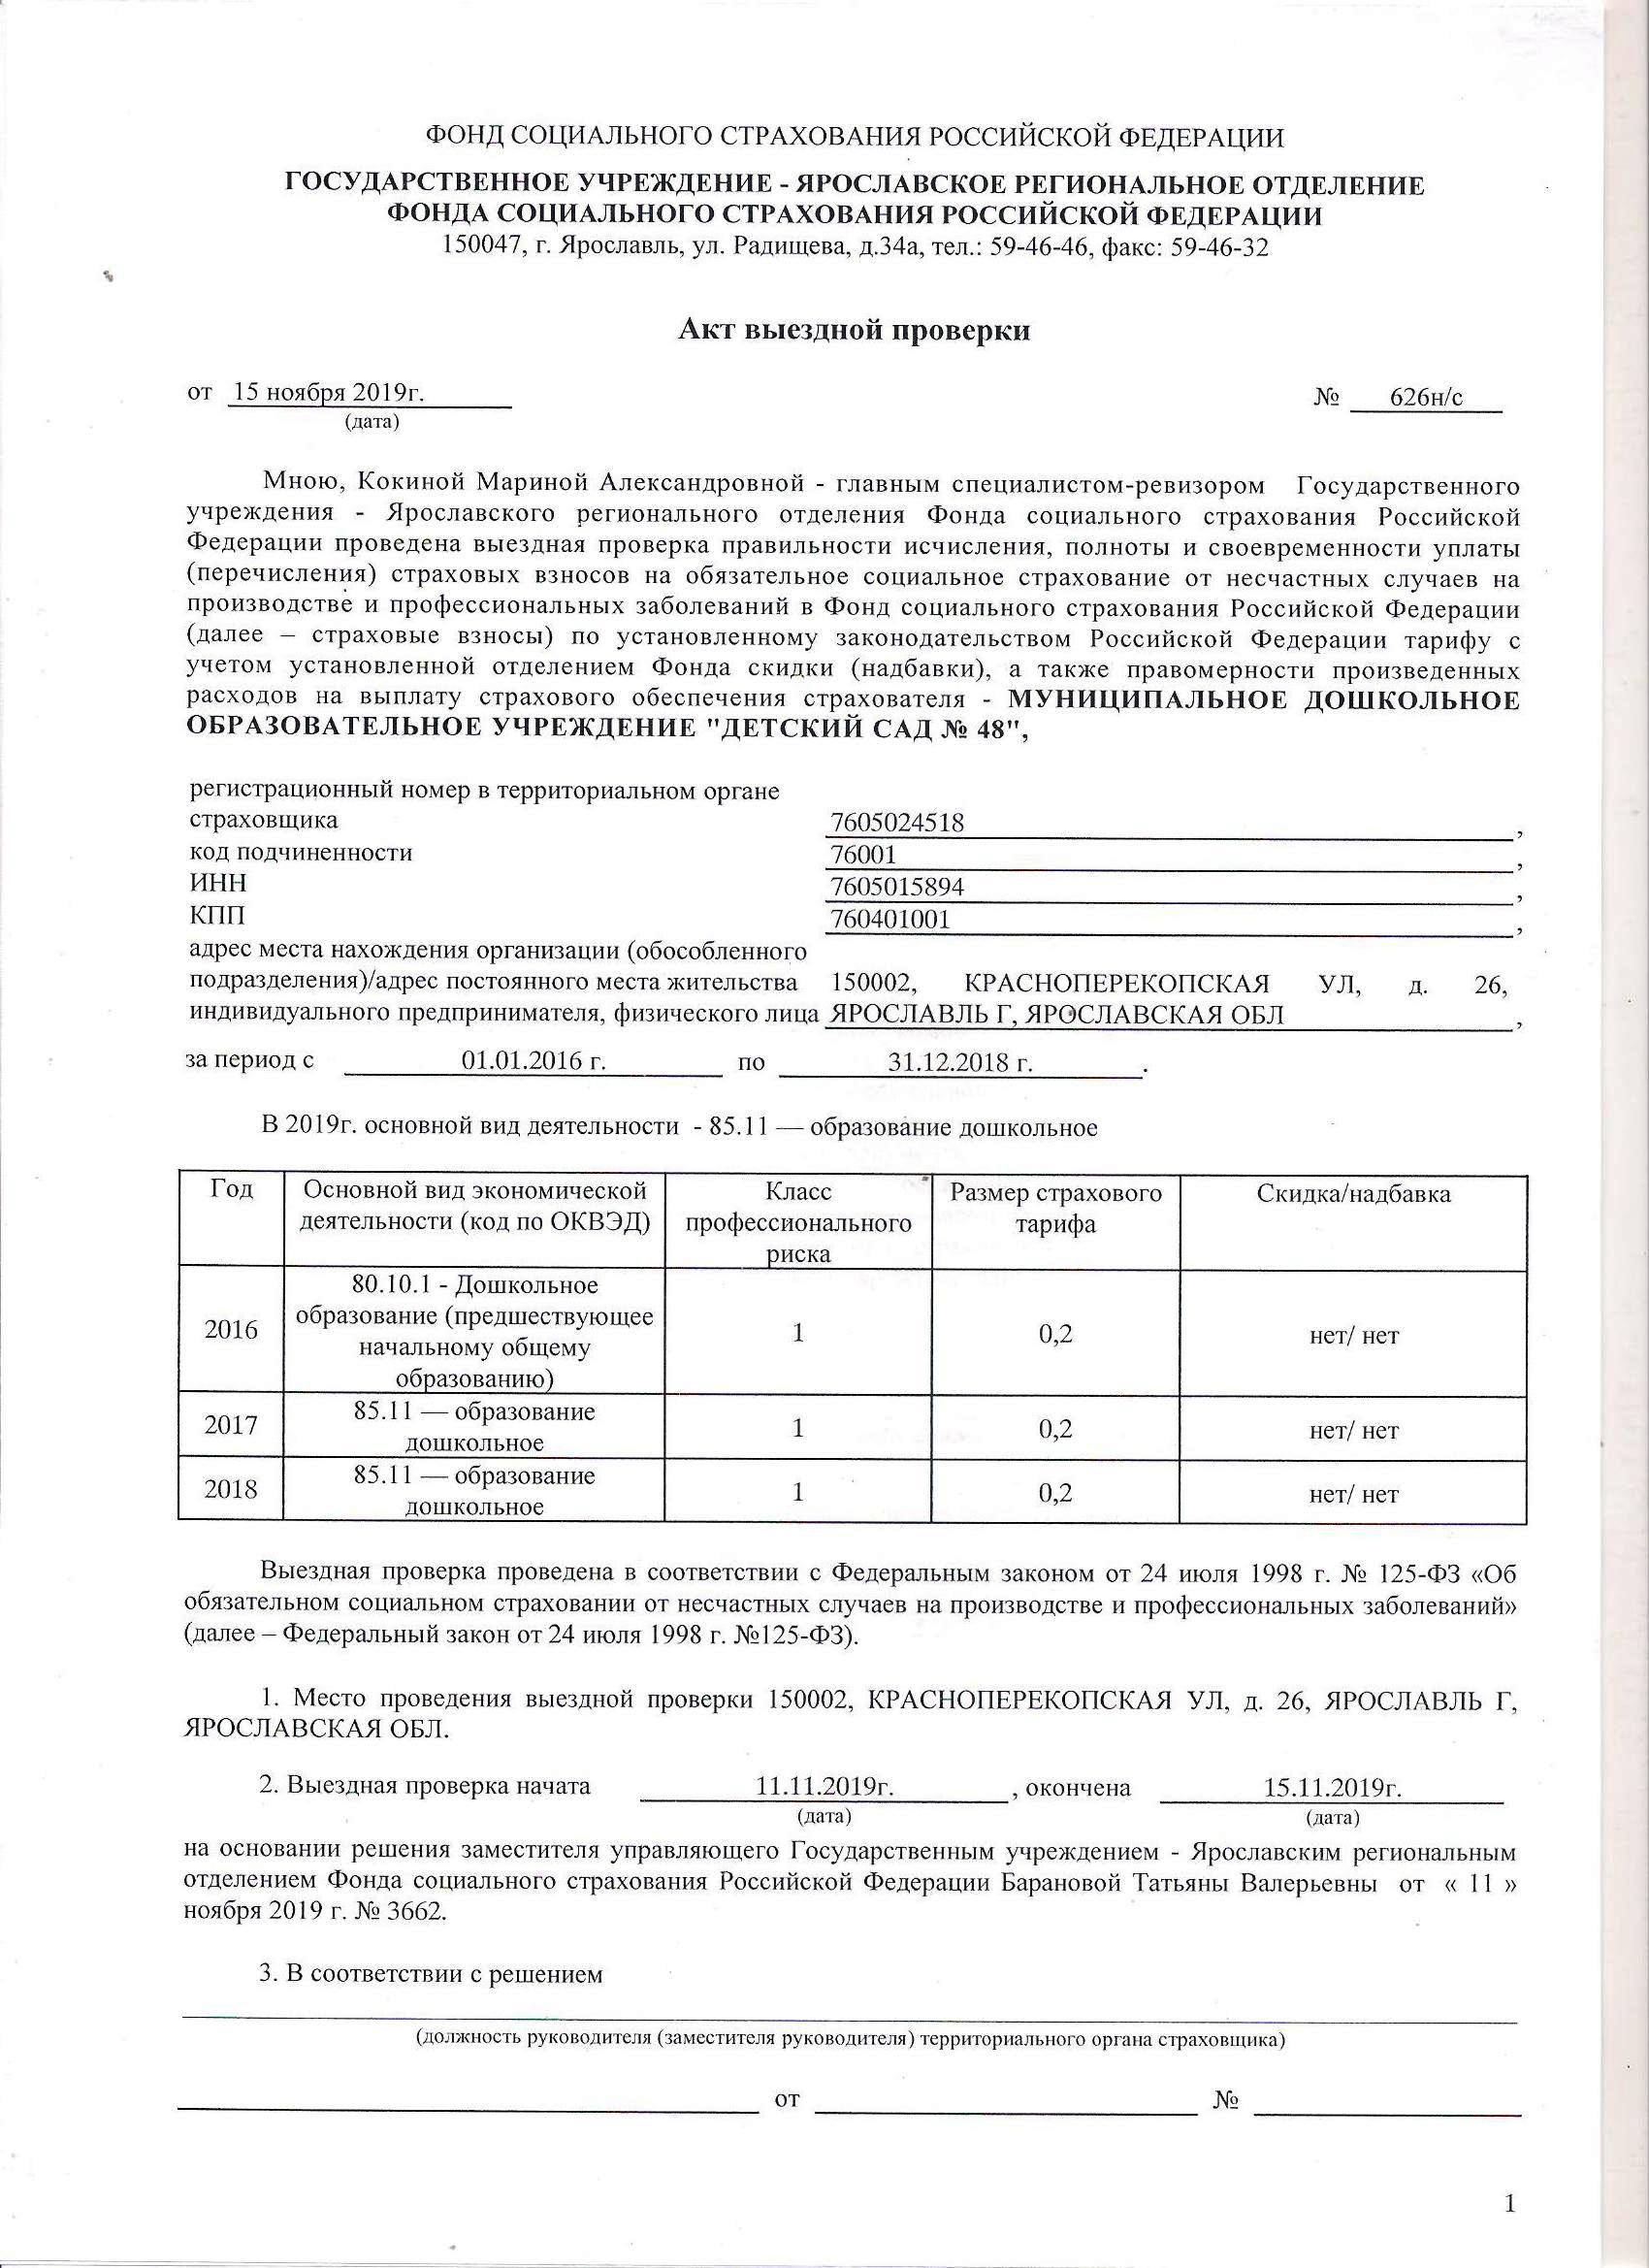 ФОНД СОЦИАЛЬНОГО СТРАХОВАНИЯ РОССИЙСКОЙ ФЕДЕРАЦИИ
ГОСУДАРСТВЕННОЕ УЧРЕЖДЕНИЕ - ЯРОСЛАВСКОЕ РЕГИОНАЛЬНОЕ ОТДЕЛЕНИЕ
ФОНДА СОЦИАЛЬНОГО СТРАХОВАНИЯ РОССИЙСКОЙ ФЕДЕРАЦИИ
150047, г. Ярославль, ул. Радищева, д.34а, тел.: 59-46-46, факс: 59-46-32
Акт выездной проверки
от 15 ноября 2019г. № 626н/с
(дата)
Мною, Кокиной Мариной Александровной - главным специалистом-ревизором Государственного
учреждения - Ярославского регионального отделения Фонда социального страхования Российской
Федерации проведена выездная проверка правильности исчисления, полноты и своевременности уплаты
(перечисления) страховых взносов на обязательное социальное страхование от несчастных случаев на
производстве и профессиональных заболеваний в Фонд социального страхования Российской Федерации
(далее – страховые взносы) по установленному законодательством Российской Федерации тарифу с
учетом установленной отделением Фонда скидки (надбавки), а также правомерности произведенных
расходов на выплату страхового обеспечения страхователя - МУНИЦИПАЛЬНОЕ ДОШКОЛЬНОЕ
ОБРАЗОВАТЕЛЬНОЕ УЧРЕЖДЕНИЕ "ДЕТСКИЙ САД № 48",
регистрационный номер в территориальном органе
страховщика 7605024518,
код подчиненности 76001,
ИНН 7605015894,
КПП 760401001,
адрес места нахождения организации (обособленного
подразделения)/адрес постоянного места жительства 150002, КРАСНОПЕРЕКОПСКАЯ УЛ, д. 26,
индивидуального предпринимателя, физического лица ЯРОСЛАВЛЬ Г, ЯРОСЛАВСКАЯ ОБЛ,
за период с 01.01.2016 г. по 31.12.2018 г.
В 2019г. основной вид деятельности - 85.11 — образование дошкольное
Год Основной вид экономической Класс Размер страхового Скидка/надбавка
деятельности (код по ОКВЭД) профессионального тарифа
риска
80.10.1 - Дошкольное
образование (предшествующее
2016 начальному общему 1 0,2 нет/ нет
образованию)
2017 85.11 — образование 1 0,2 нет/ нет
дошкольное
2018 85.11 — образование 1 0,2 нет/ нет
дошкольное
Выездная проверка проведена в соответствии с Федеральным законом от 24 июля 1998 г. № 125-ФЗ «Об
обязательном социальном страховании от несчастных случаев на производстве и профессиональных заболеваний»
(далее – Федеральный закон от 24 июля 1998 г. №125-ФЗ).
1. Место проведения выездной проверки 150002, КРАСНОПЕРЕКОПСКАЯ УЛ, д. 26, ЯРОСЛАВЛЬ Г,
ЯРОСЛАВСКАЯ ОБЛ.
2. Выездная проверка начата 11.11.2019г. , окончена 15.11.2019г.
(дата) (дата)
на основании решения заместителя управляющего Государственным учреждением - Ярославским региональным
отделением Фонда социального страхования Российской Федерации Барановой Татьяны Валерьевны от « 11 »
ноября 2019 г. № 3662.
3. В соответствии с решением
(должность руководителя (заместителя руководителя) территориального органа страховщика)
от №
1